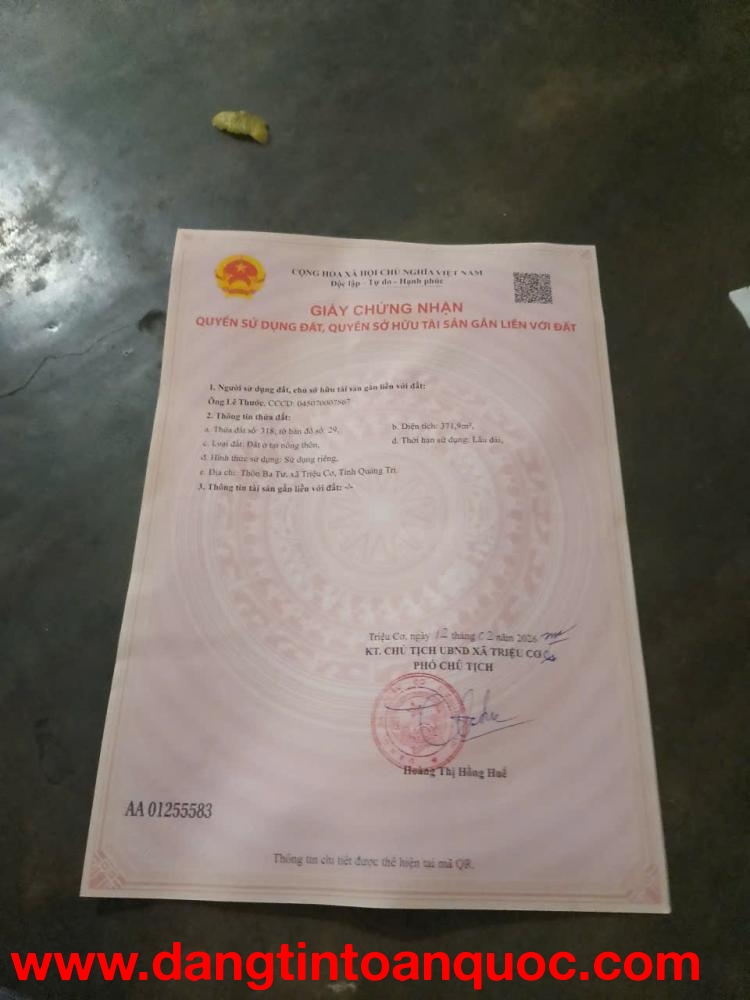 CỘNG HÒA XÃ HỘI CHỦ NGHĨA VIỆT NAM
Độc lập - Tự do - Hạnh phúc
GIẤY CHỨNG NHẬN
QUYỀN SỬ DỤNG ĐẤT, QUYỀN SỞ HỮU TÀI SẢN GẮN LIỀN VỚI ĐẤT
1. Người sử dụng đất, chủ sở hữu tài sản gắn liền với đất:
Ông Lê Thước, CCCD: 045070007867
2. Thông tin thửa đất:
a. Thửa đất số: 318; tờ bản đồ số: 29, b. Diện tích: 371,9m²,
c. Loại đất: Đất ở tại nông thôn, d. Thời hạn sử dụng: Lâu dài,
đ. Hình thức sử dụng: Sử dụng riêng,
e. Địa chỉ: Thôn Ba Tư, xã Triệu Cơ, Tỉnh Quảng Trị.
3. Thông tin tài sản gắn liền với đất: -/-
Triệu Cơ, ngày 12 tháng 02 năm 2026
KT. CHỦ TỊCH UBND XÃ TRIỆU CƠ
PHÓ CHỦ TỊCH
Hoàng Thị Hồng Huế
AA 01255583
Thông tin chi tiết được thể hiện tại mã QR.
www.dangtintoanquoc.com